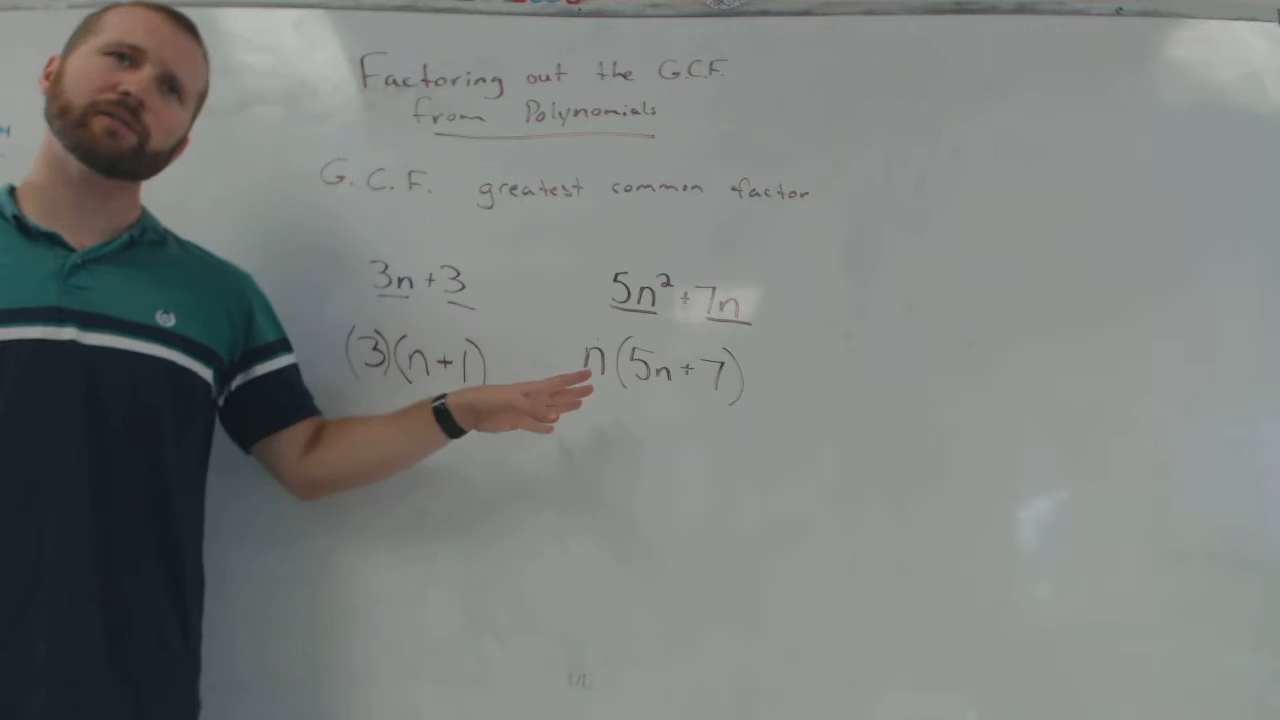 Factoring out the G.C.F.
from Polynomials
G.C.F. greatest common factor
3n + 3
(3)(n+1)
5n² + 7n
n(5n+7)